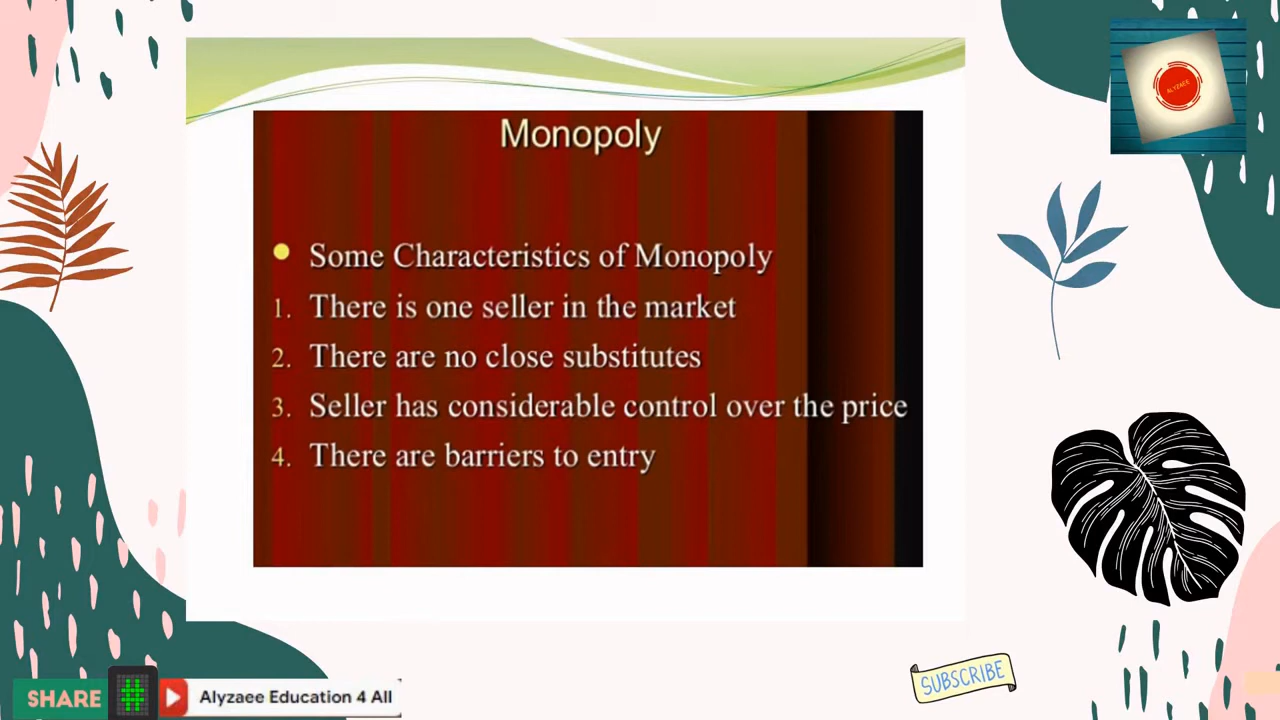 ALYZAEE
Monopoly
Some Characteristics of Monopoly
1. There is one seller in the market
2. There are no close substitutes
3. Seller has considerable control over the price
4. There are barriers to entry
SUBSCRIBE
SHARE
Alyzaee Education 4 All